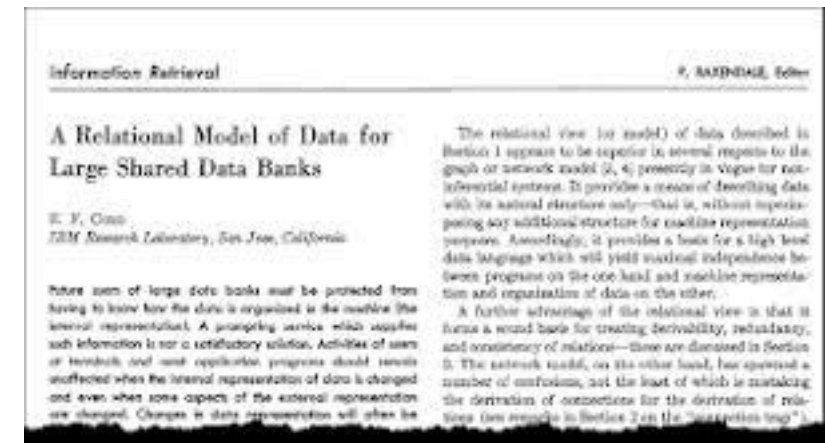 Information Retrieval
P. BAXENDALE, Editor
A Relational Model of Data for
Large Shared Data Banks
E. F. CODD
IBM Research Laboratory, San Jose, California
Future users of large data banks must be protected from
having to know how the data is organized in the machine (the
internal representation). A prompting service which supplies
such information is not a satisfactory solution. Activities of users
at terminals and most application programs should remain
unaffected when the internal representation of data is changed
and even when some aspects of the external representation
are changed. Changes in data representation will often be
The relational view (or model) of data described in
Section 1 appears to be superior in several respects to the
graph or network model [3, 4] presently in vogue for non-
inferential systems. It provides a means of describing data
with its natural structure only—that is, without superim-
posing any additional structure for machine representation
purposes. Accordingly, it provides a basis for a high level
data language which will yield maximal independence be-
tween programs on the one hand and machine representa-
tion and organization of data on the other.
A further advantage of the relational view is that it
forms a sound basis for treating derivability, redundancy,
and consistency of relations—these are discussed in Section
2. The network model, on the other hand, has spawned a
number of confusions, not the least of which is mistaking
the derivation of connections for the derivation of rela-
tions (see remarks in Section 2 on the "connection trap").